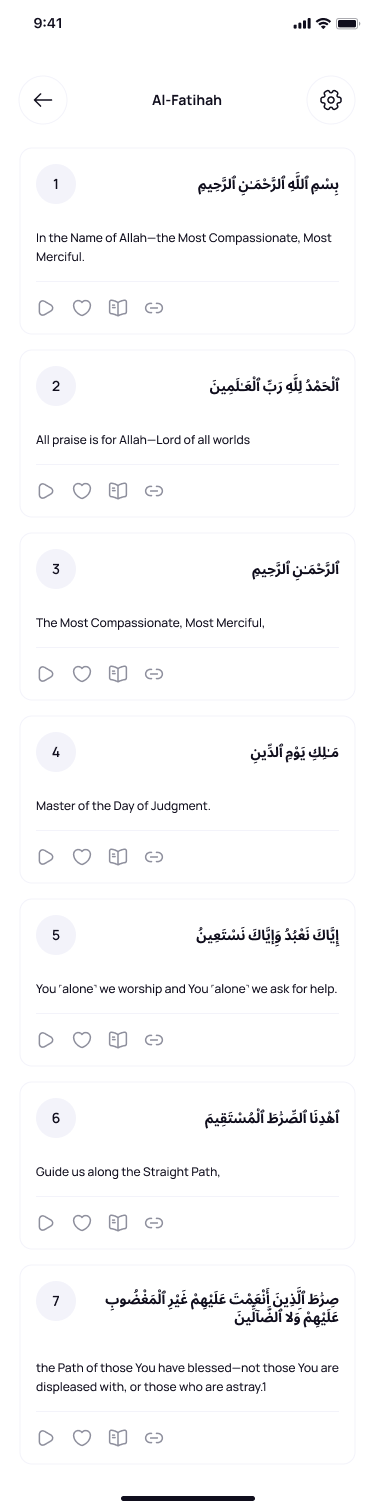 9:41
Al-Fatihah
1
بِسْمِ ٱللَّهِ ٱلرَّحْمَـٰنِ ٱلرَّحِيمِ
In the Name of Allah—the Most Compassionate, Most
Merciful.
2
ٱلْحَمْدُ لِلَّهِ رَبِّ ٱلْعَـٰلَمِينَ
All praise is for Allah—Lord of all worlds
3
ٱلرَّحْمَـٰنِ ٱلرَّحِيمِ
The Most Compassionate, Most Merciful,
4
مَـٰلِكِ يَوْمِ ٱلدِّينِ
Master of the Day of Judgment.
5
إِيَّاكَ نَعْبُدُ وَإِيَّاكَ نَسْتَعِينُ
You ˹alone˺ we worship and You ˹alone˺ we ask for help.
6
ٱهْدِنَا ٱلصِّرَٰطَ ٱلْمُسْتَقِيمَ
Guide us along the Straight Path,
7
صِرَٰطَ ٱلَّذِينَ أَنْعَمْتَ عَلَيْهِمْ غَيْرِ ٱلْمَغْضُوبِ
عَلَيْهِمْ وَلَا ٱلضَّآلِّينَ
the Path of those You have blessed—not those You are
displeased with, or those who are astray.1